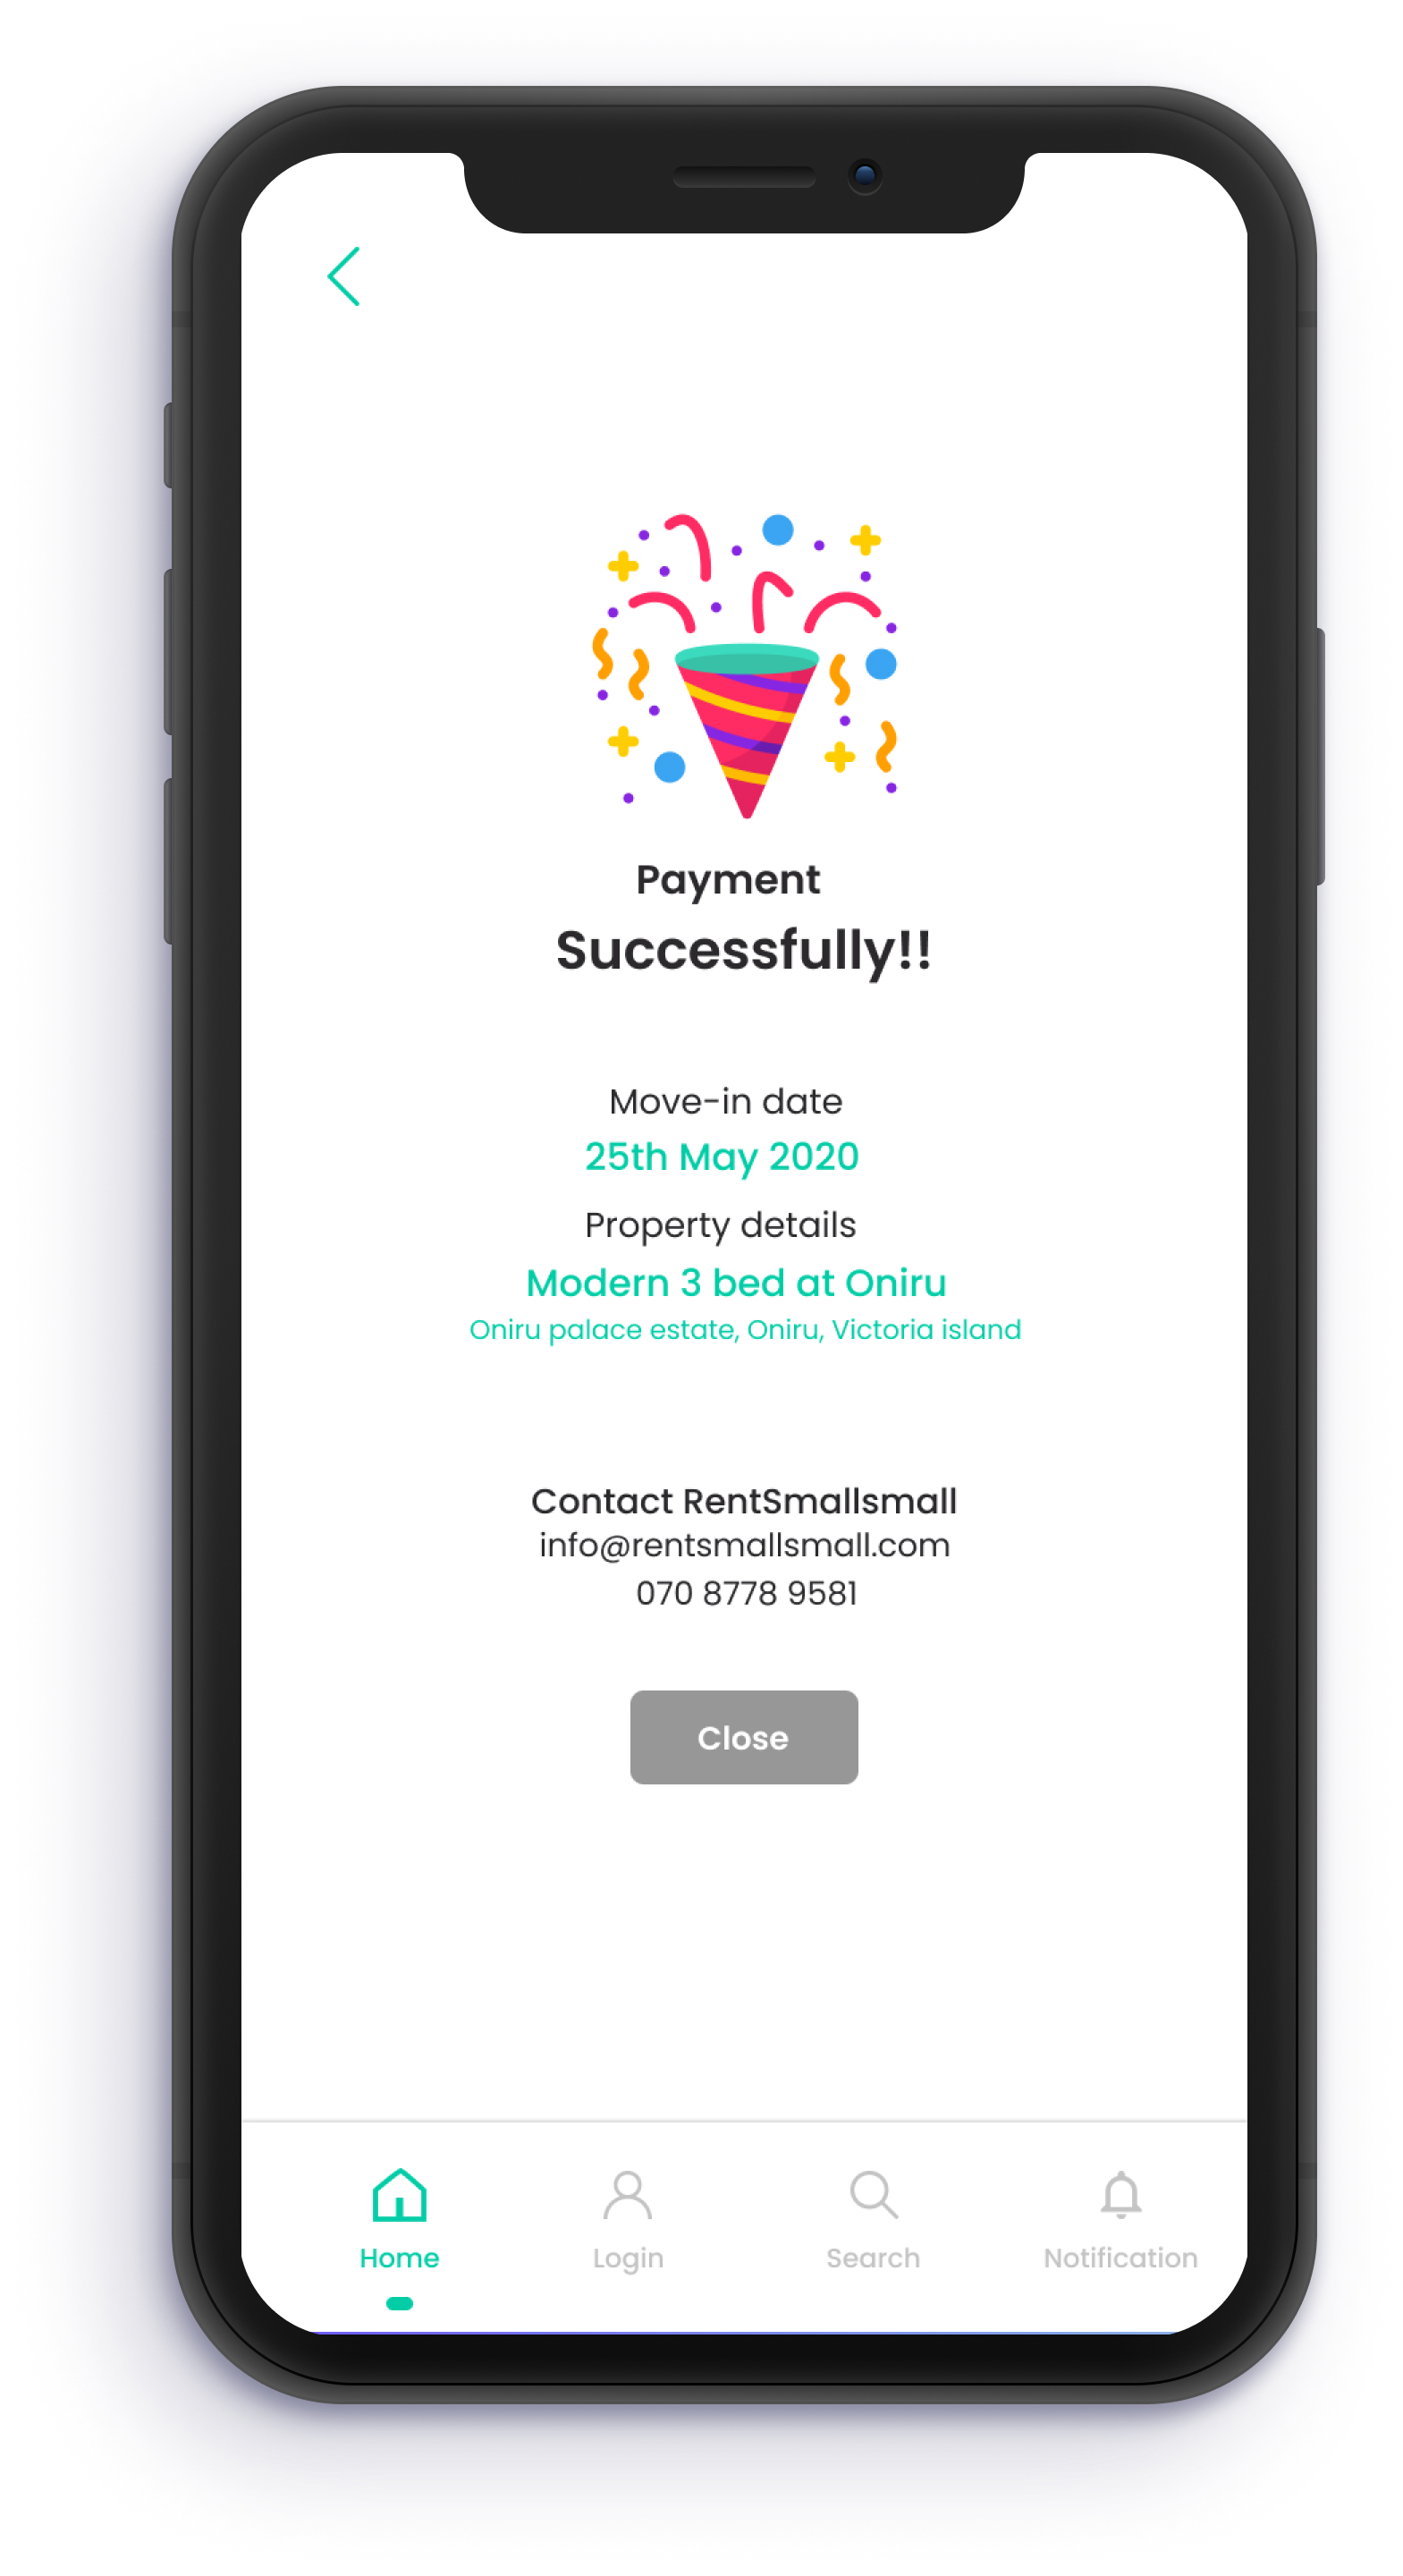 Payment
Successfully!!
Move-in date
25th May 2020
Property details
Modern 3 bed at Oniru
Oniru palace estate, Oniru, Victoria island
Contact RentSmallsmall
info@rentsmallsmall.com
070 8778 9581
Close
Home Login Search Notification